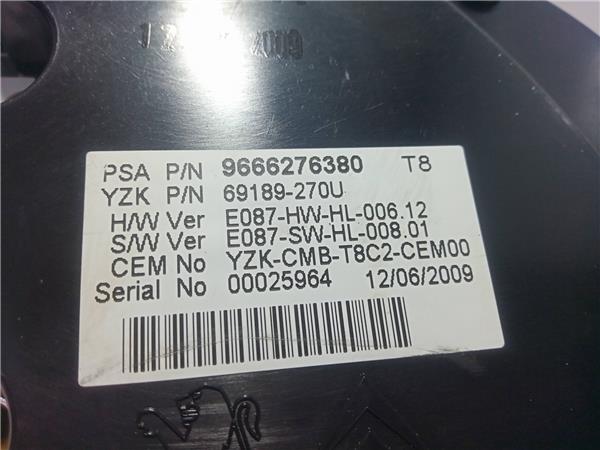 2009
PSA P/N 9666276380 T8
YZK P/N 69189-270U
H/W Ver E087-HW-HL-006.12
S/W Ver E087-SW-HL-008.01
CEM No YZK-CMB-T8C2-CEM00
Serial No 00025964 12/06/2009